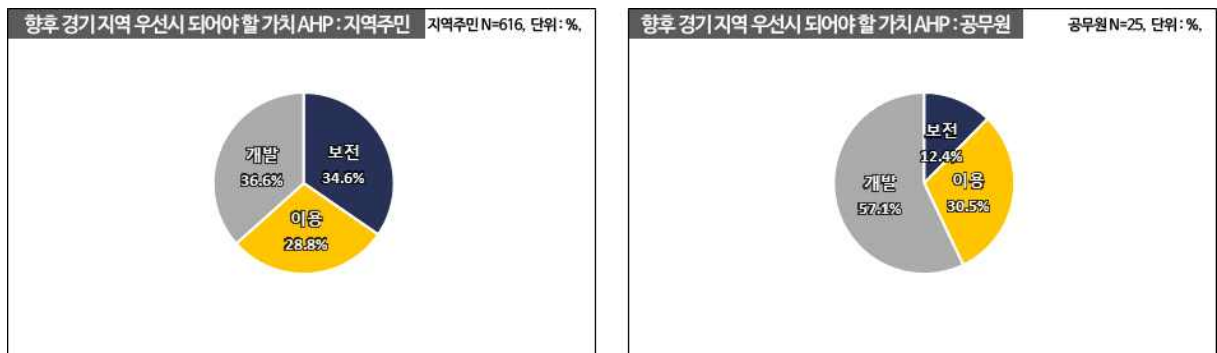 향후 경기 지역 우선시 되어야 할 가치 AHP : 지역주민 지역주민 N=616, 단위 : %,
개발
36.6%
보전
34.6%
이용
28.8%
향후 경기 지역 우선시 되어야 할 가치 AHP : 공무원 공무원 N=25, 단위 : %,
보전
12.4%
개발
57.1%
이용
30.5%